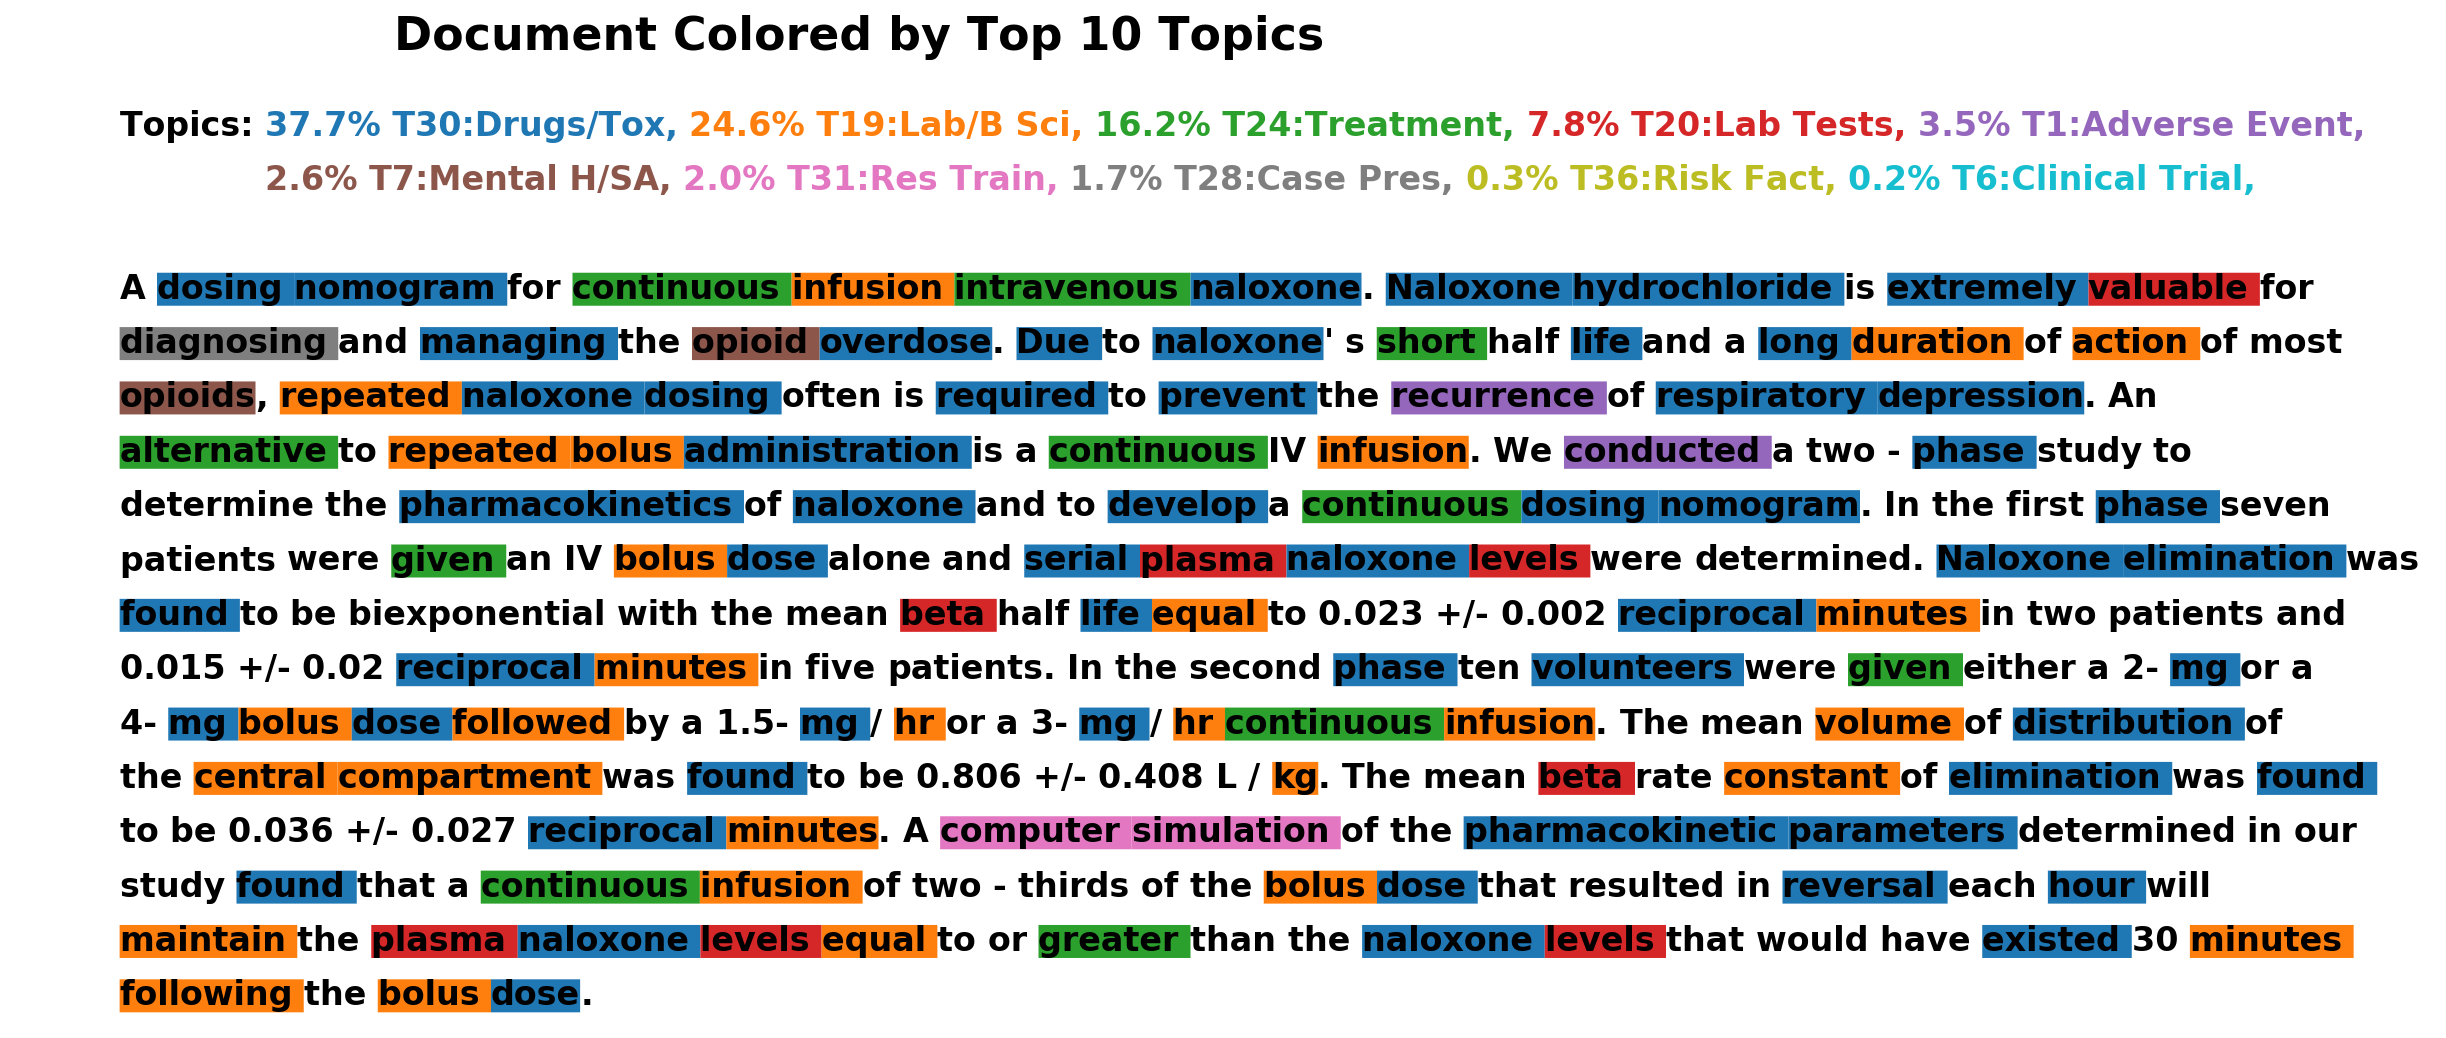 Document Colored by Top 10 Topics
Topics: 37.7% T30:Drugs/Tox, 24.6% T19:Lab/B Sci, 16.2% T24:Treatment, 7.8% T20:Lab Tests, 3.5% T1:Adverse Event,
2.6% T7:Mental H/SA, 2.0% T31:Res Train, 1.7% T28:Case Pres, 0.3% T36:Risk Fact, 0.2% T6:Clinical Trial,
A dosing nomogram for continuous infusion intravenous naloxone. Naloxone hydrochloride is extremely valuable for
diagnosing and managing the opioid overdose. Due to naloxone' s short half life and a long duration of action of most
opioids, repeated naloxone dosing often is required to prevent the recurrence of respiratory depression. An
alternative to repeated bolus administration is a continuous IV infusion. We conducted a two - phase study to
determine the pharmacokinetics of naloxone and to develop a continuous dosing nomogram. In the first phase seven
patients were given an IV bolus dose alone and serial plasma naloxone levels were determined. Naloxone elimination was
found to be biexponential with the mean beta half life equal to 0.023 +/- 0.002 reciprocal minutes in two patients and
0.015 +/- 0.02 reciprocal minutes in five patients. In the second phase ten volunteers were given either a 2- mg or a
4- mg bolus dose followed by a 1.5- mg / hr or a 3- mg / hr continuous infusion. The mean volume of distribution of
the central compartment was found to be 0.806 +/- 0.408 L / kg. The mean beta rate constant of elimination was found
to be 0.036 +/- 0.027 reciprocal minutes. A computer simulation of the pharmacokinetic parameters determined in our
study found that a continuous infusion of two - thirds of the bolus dose that resulted in reversal each hour will
maintain the plasma naloxone levels equal to or greater than the naloxone levels that would have existed 30 minutes
following the bolus dose.